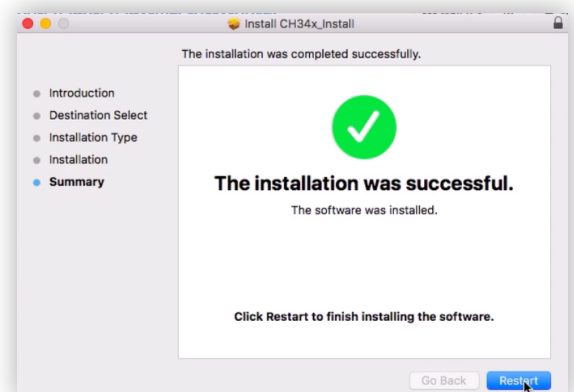 Install CH34x_Install
The installation was completed successfully.
Introduction
Destination Select
Installation Type
Installation
Summary
The installation was successful.
The software was installed.
Click Restart to finish installing the software.
Go Back
Restart